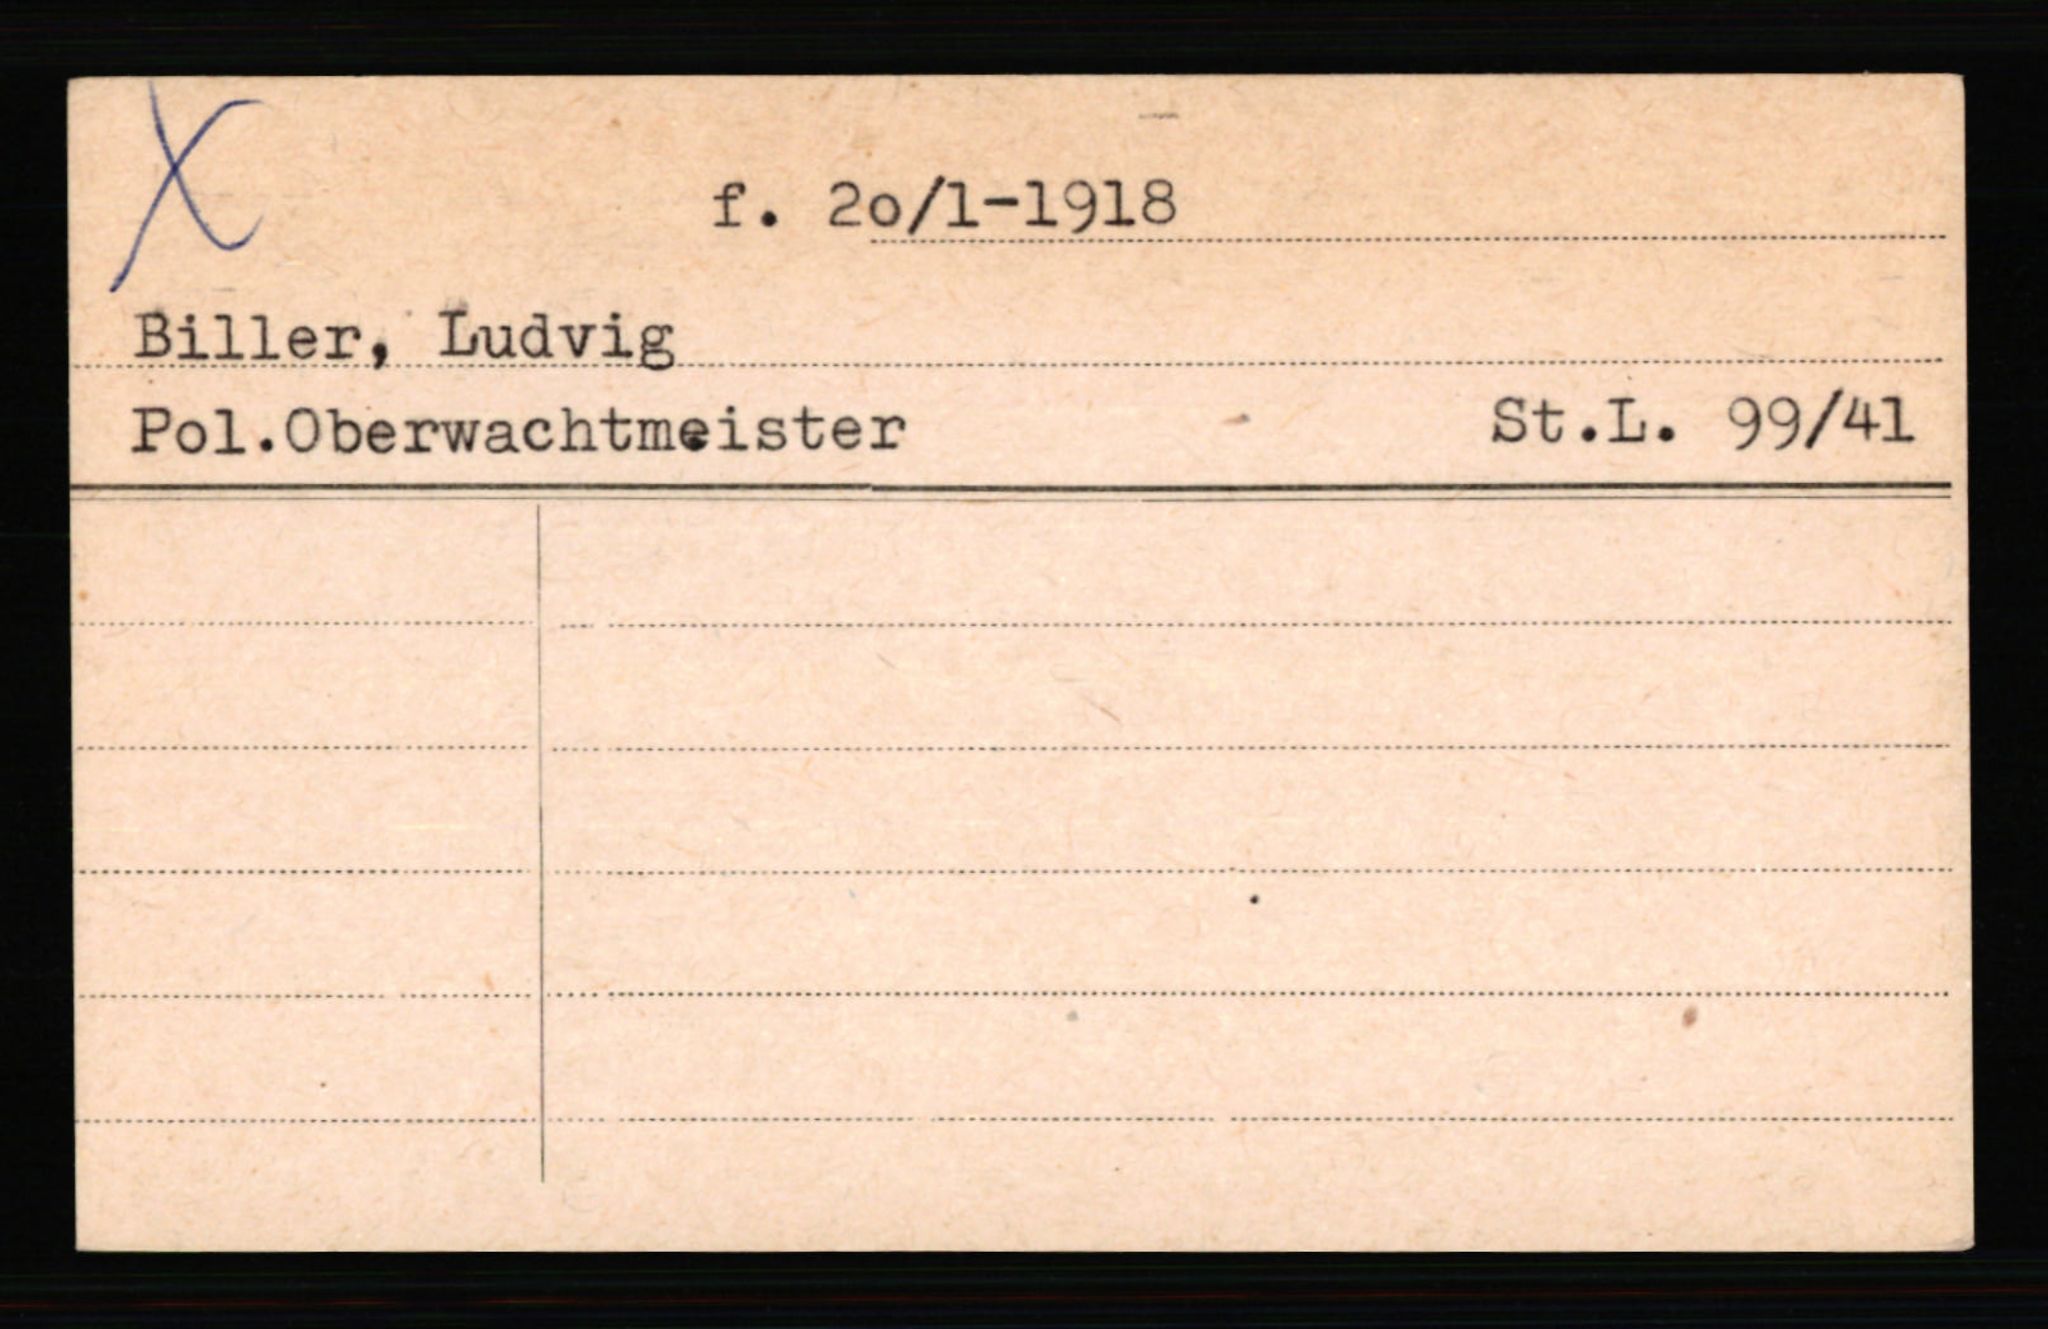 X
f. 2o/1-1918
Biller, Ludvig
Pol.Oberwachtmeister St.L. 99/41